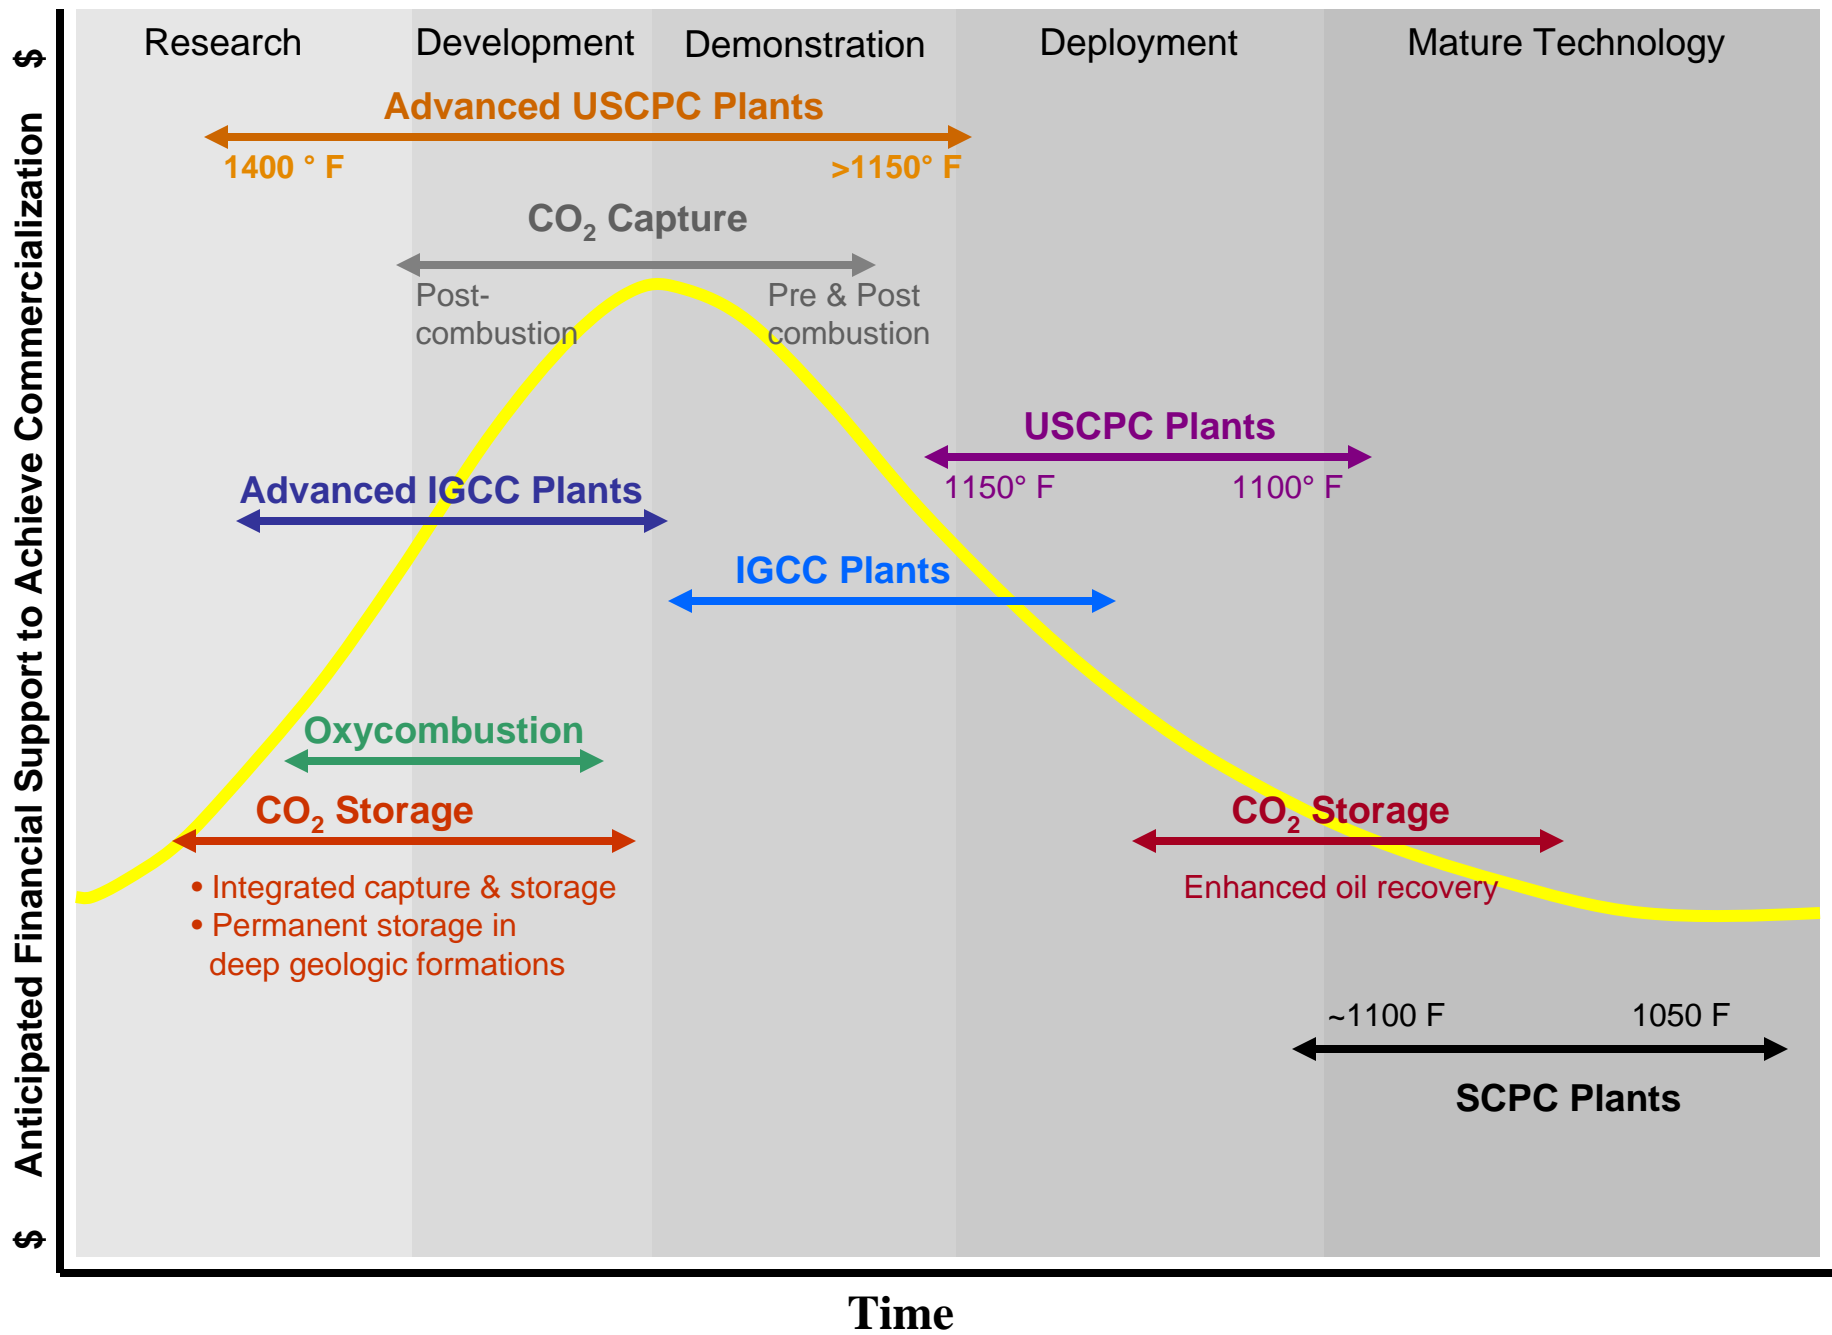 $ Anticipated Financial Support to Achieve Commercialization $
Research Development Demonstration Deployment Mature Technology
Advanced USCPC Plants
1400 ° F >1150° F
CO₂ Capture
Post-
combustion
Pre & Post
combustion
USCPC Plants
1150° F 1100° F
Advanced IGCC Plants
IGCC Plants
Oxycombustion
CO₂ Storage
• Integrated capture & storage
• Permanent storage in
deep geologic formations
CO₂ Storage
Enhanced oil recovery
~1100 F 1050 F
SCPC Plants
Time